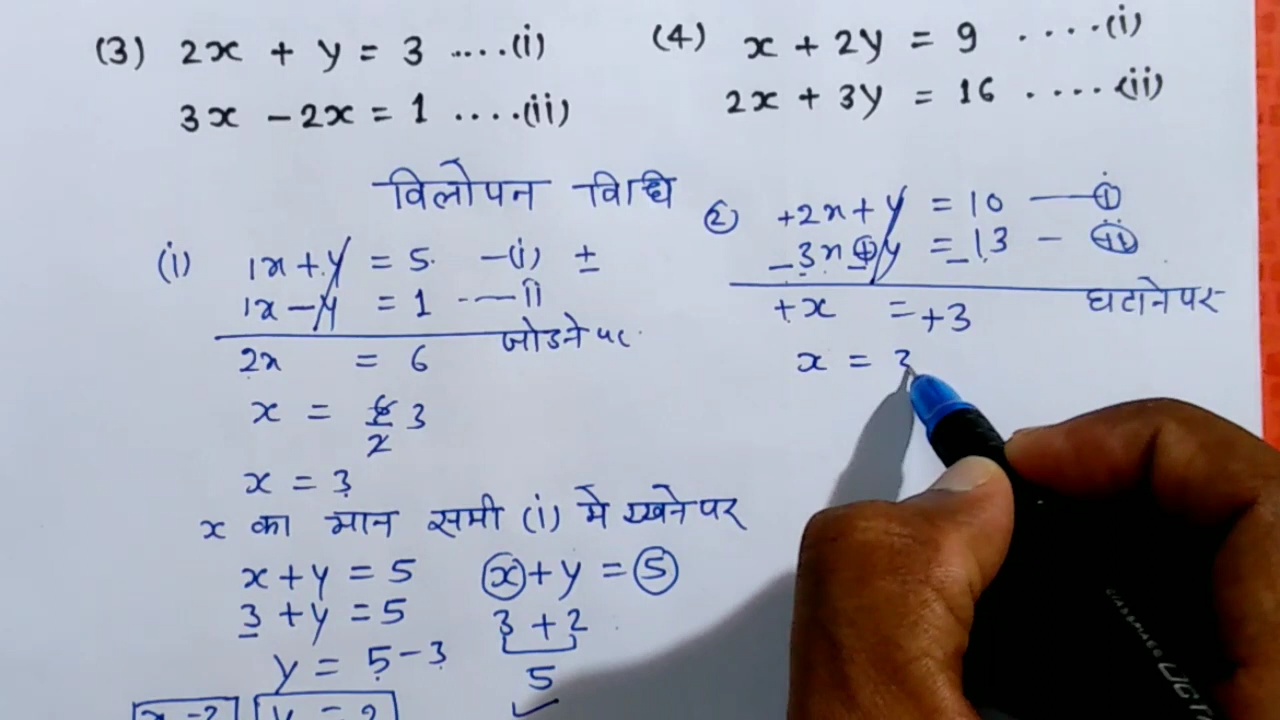 (3) 2x + y = 3 ....(i)
3x - 2x = 1 ....(ii)
(4) x + 2y = 9 ....(i)
2x + 3y = 16 ....(ii)
विलोपन विधि
(i) 1x + y = 5 -(i) ±
1x - y = 1 ---ii
जोडने पर
2x = 6
x = 6/2 3
x = 3
x का मान समी (i) मे रखने पर
x + y = 5
3 + y = 5
y = 5 - 3
y = 2
x + y = 5
3 + 2
5
② +2x + y = 10 — i
-3x + y = -13 - ii
घटाने पर
+x = +3
x = 3